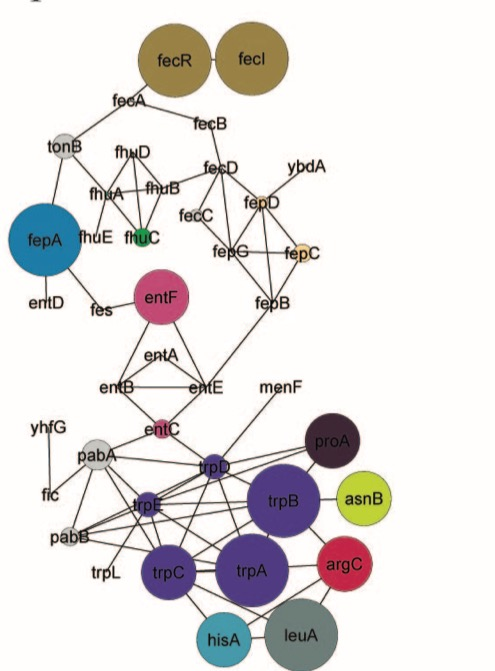 fecR
fecI
fecA
fecB
tonB
fhuD
fecD
ybdA
fhuA
fhuB
fepD
fecC
fepA
fhuE
fhuC
fepG
fepC
entD
fes
entF
fepB
entA
entB
entE
menF
yhfG
entC
proA
pabA
trpD
fic
trpE
trpB
asnB
pabB
trpL
trpC
trpA
argC
hisA
leuA